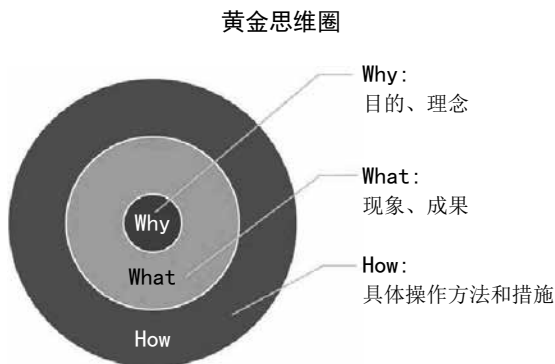 黄金思维圈
Why:
目的、理念
What:
现象、成果
How:
具体操作方法和措施
Why
What
How